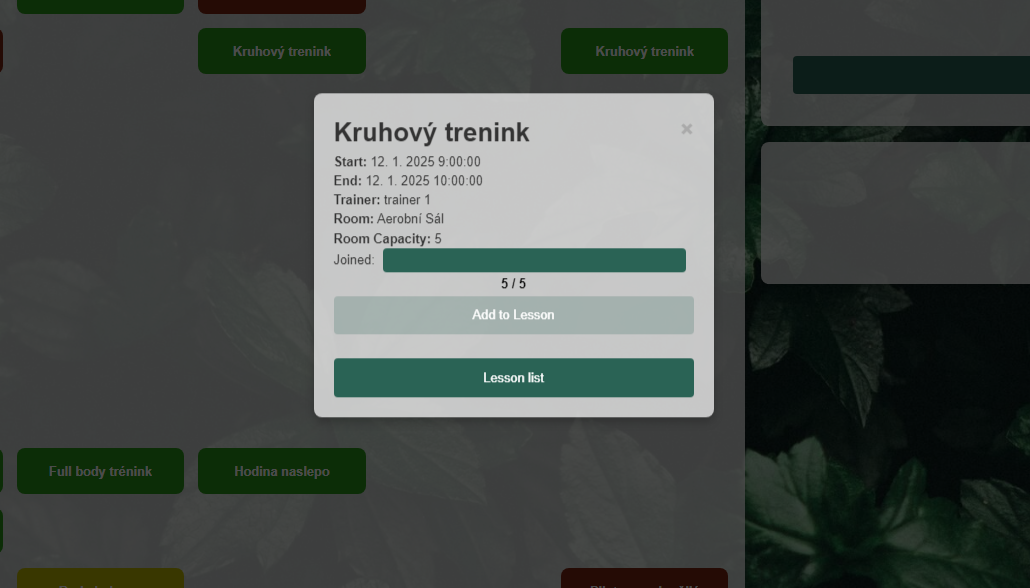 Kruhový trenink
Kruhový trenink
Kruhový trenink
×
Start: 12. 1. 2025 9:00:00
End: 12. 1. 2025 10:00:00
Trainer: trainer 1
Room: Aerobní Sál
Room Capacity: 5
Joined:
5 / 5
Add to Lesson
Lesson list
Full body trénink
Hodina naslepo